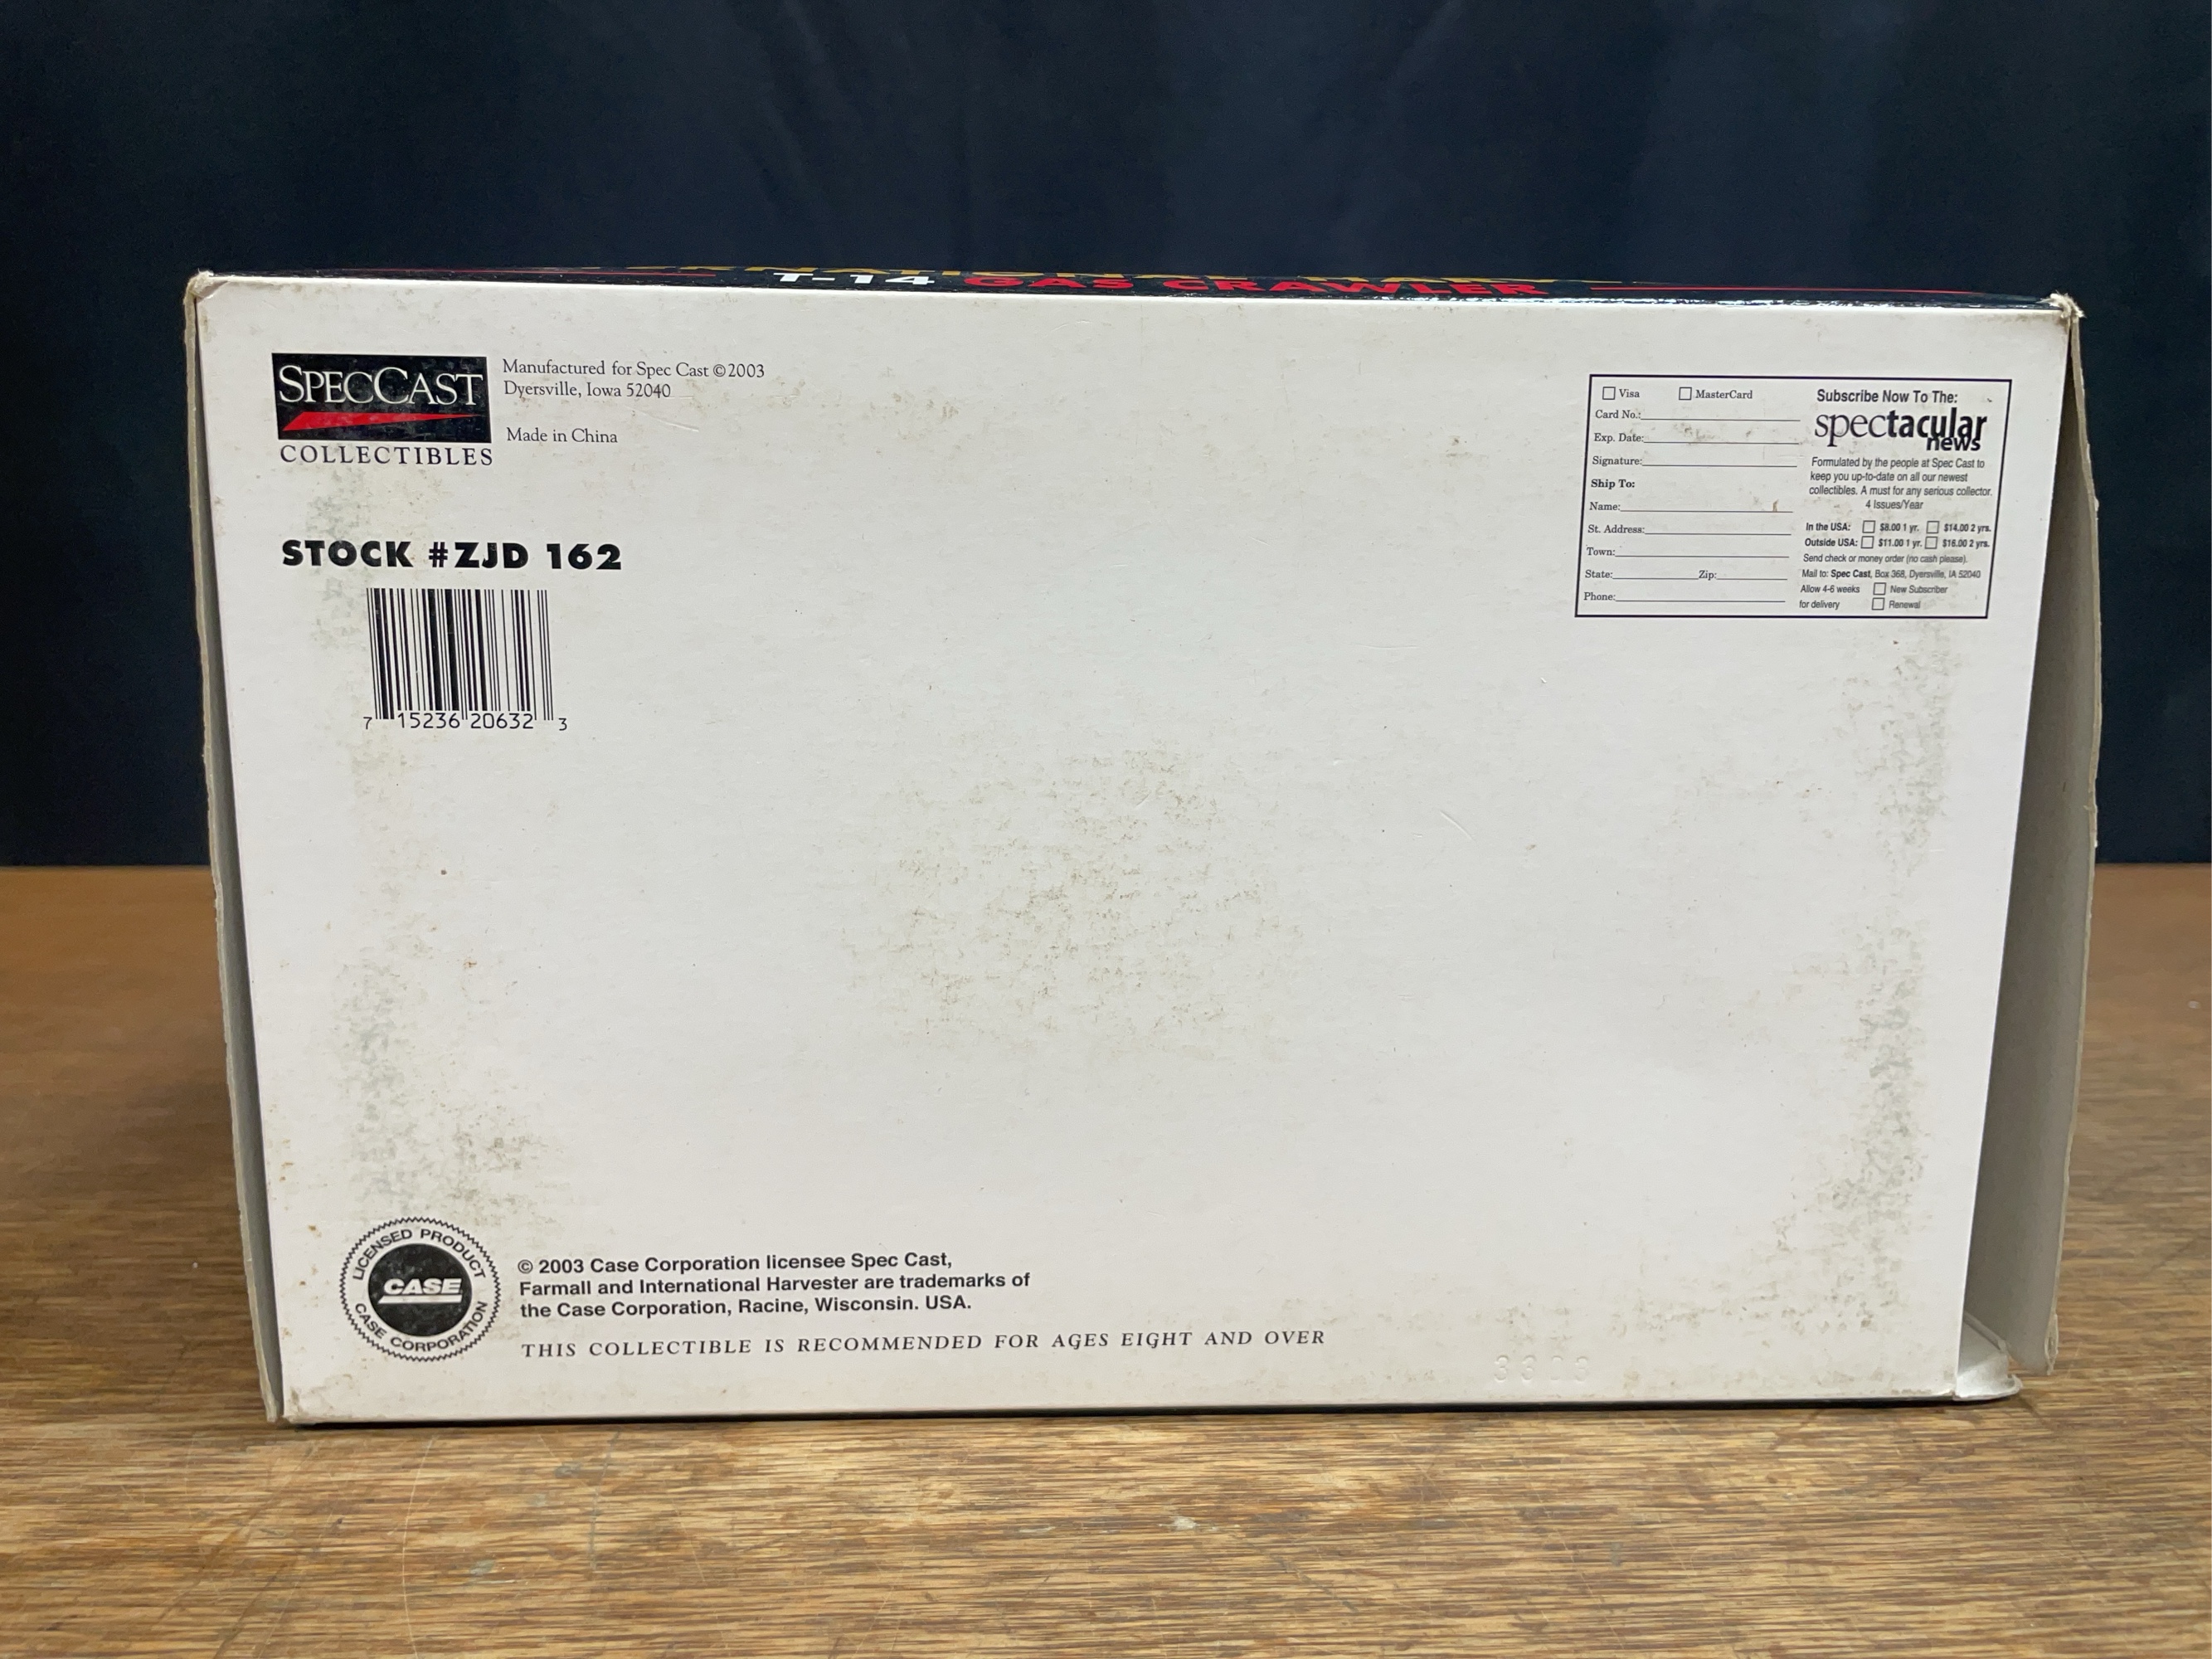 T-14 GAS CRAWLER
SPECCAST
COLLECTIBLES
Manufactured for Spec Cast ©2003
Dyersville, Iowa 52040
Made in China
STOCK #ZJD 162
7 15236 20632 3
Visa MasterCard
Card No.:
Exp. Date:
Signature:
Ship To:
Name:
St. Address:
Town:
State: Zip:
Phone:
Subscribe Now To The:
spectacular
news
Formulated by the people at Spec Cast to
keep you up-to-date on all our newest
collectibles. A must for any serious collector.
4 Issues/Year
In the USA: $8.00 1 yr. $14.00 2 yrs.
Outside USA: $11.00 1 yr. $16.00 2 yrs.
Send check or money order (no cash please).
Mail to: Spec Cast, Box 368, Dyersville, IA 52040
Allow 4-6 weeks New Subscriber
for delivery Renewal
LICENSED PRODUCT
CASE
CASE CORPORATION
© 2003 Case Corporation licensee Spec Cast,
Farmall and International Harvester are trademarks of
the Case Corporation, Racine, Wisconsin. USA.
THIS COLLECTIBLE IS RECOMMENDED FOR AGES EIGHT AND OVER